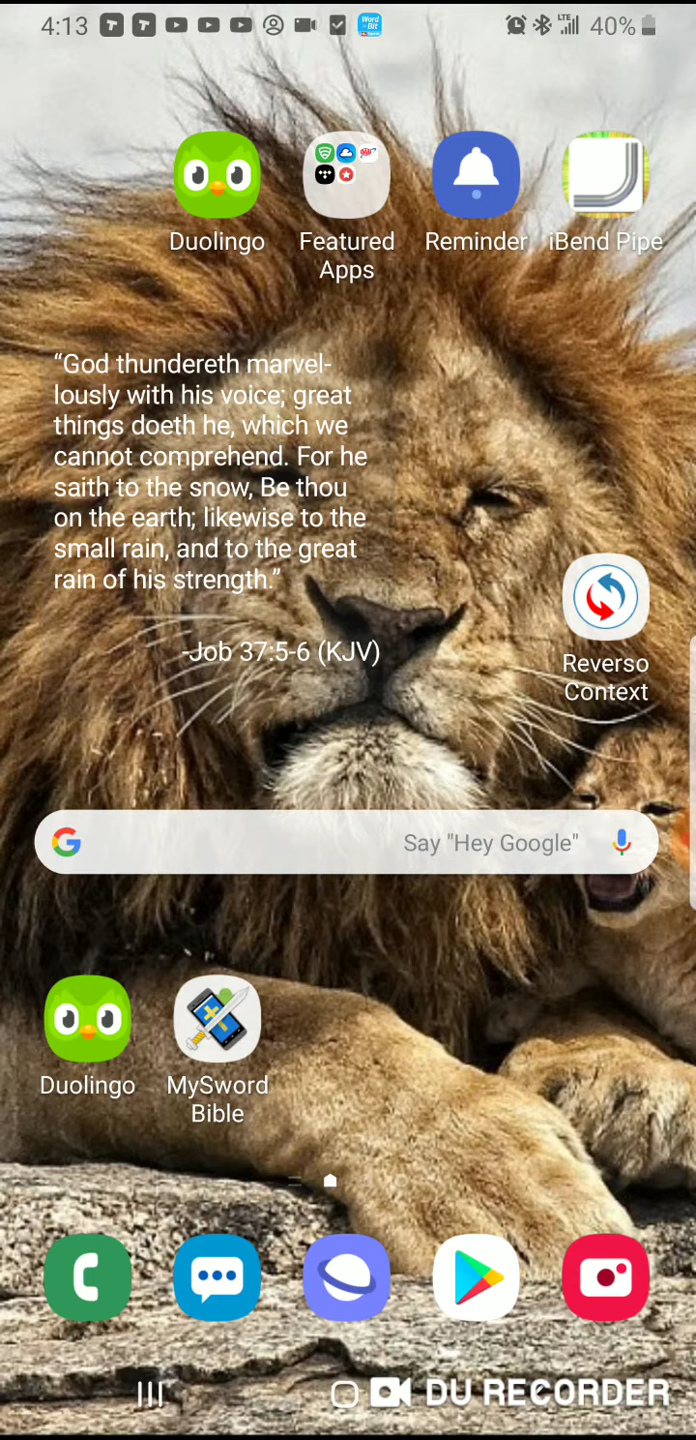 4:13
LTE
40%
Word
Bit
Duolingo
Featured
Apps
Reminder
iBend Pipe
“God thundereth marvel-
lously with his voice; great
things doeth he, which we
cannot comprehend. For he
saith to the snow, Be thou
on the earth; likewise to the
small rain, and to the great
rain of his strength.”
-Job 37:5-6 (KJV)
Reverso
Context
Say "Hey Google"
Duolingo
MySword
Bible
DU RECORDER